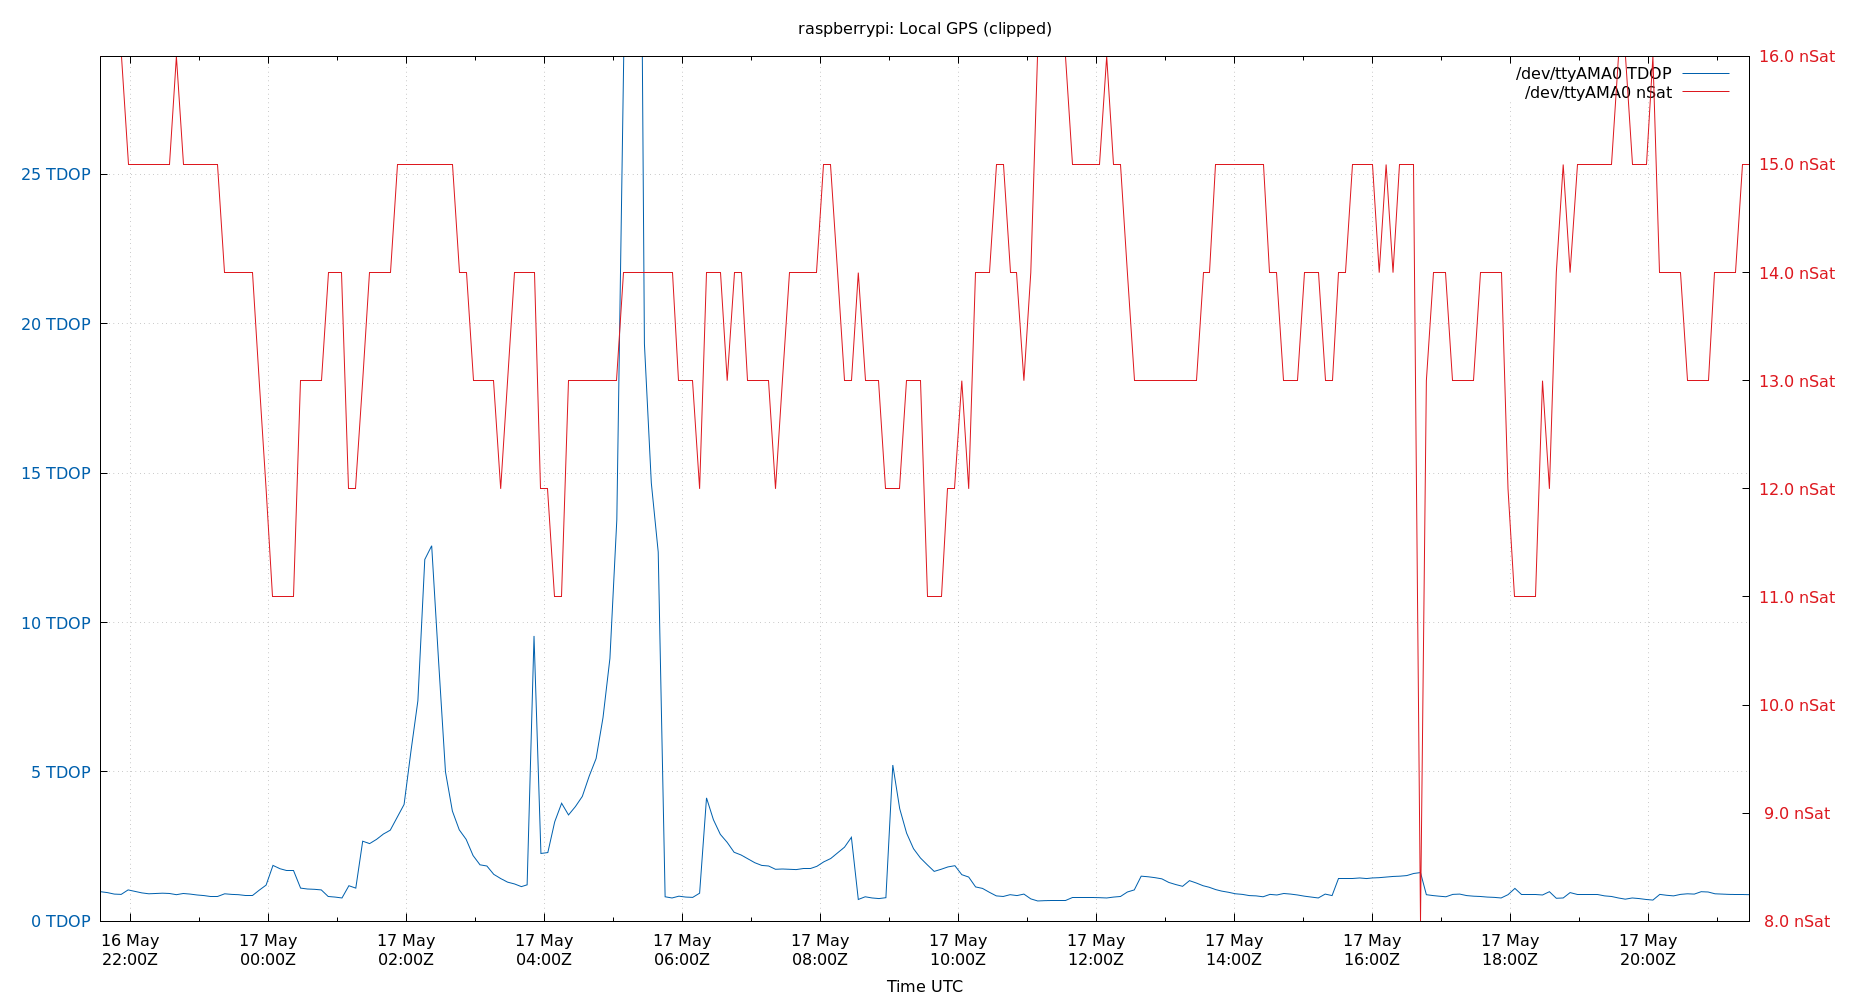 raspberrypi: Local GPS (clipped)
16.0 nSat
/dev/ttyAMA0 TDOP
/dev/ttyAMA0 nSat
15.0 nSat
25 TDOP
14.0 nSat
20 TDOP
13.0 nSat
15 TDOP
12.0 nSat
11.0 nSat
10 TDOP
10.0 nSat
5 TDOP
9.0 nSat
0 TDOP
8.0 nSat
16 May 17 May 17 May 17 May 17 May 17 May 17 May 17 May 17 May 17 May 17 May 17 May
22:00Z 00:00Z 02:00Z 04:00Z 06:00Z 08:00Z 10:00Z 12:00Z 14:00Z 16:00Z 18:00Z 20:00Z
Time UTC